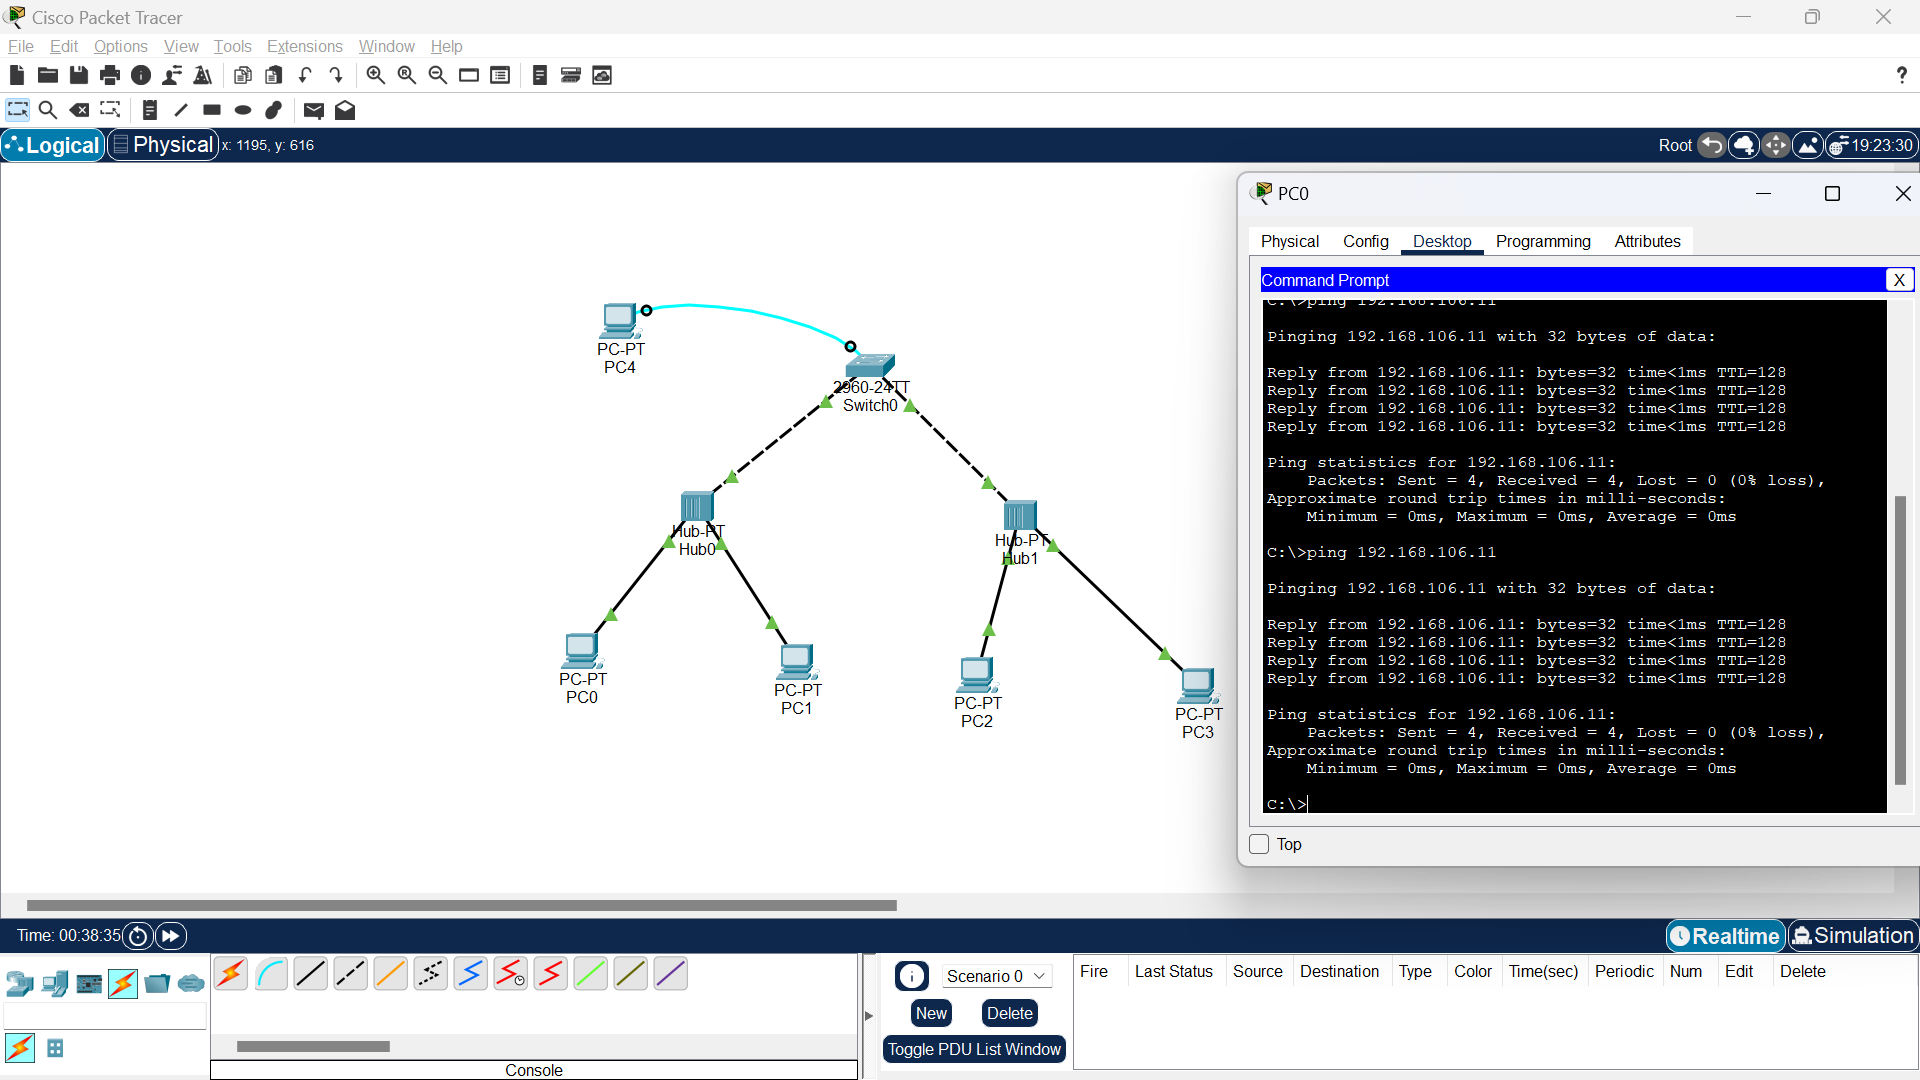 Cisco Packet Tracer
File Edit Options View Tools Extensions Window Help
Logical Physical x: 1195, y: 616 Root 19:23:30
PC0
Physical Config Desktop Programming Attributes
Command Prompt X
C:\>ping 192.168.106.11
Pinging 192.168.106.11 with 32 bytes of data:
Reply from 192.168.106.11: bytes=32 time<1ms TTL=128
Reply from 192.168.106.11: bytes=32 time<1ms TTL=128
Reply from 192.168.106.11: bytes=32 time<1ms TTL=128
Reply from 192.168.106.11: bytes=32 time<1ms TTL=128
Ping statistics for 192.168.106.11:
Packets: Sent = 4, Received = 4, Lost = 0 (0% loss),
Approximate round trip times in milli-seconds:
Minimum = 0ms, Maximum = 0ms, Average = 0ms
C:\>ping 192.168.106.11
Pinging 192.168.106.11 with 32 bytes of data:
Reply from 192.168.106.11: bytes=32 time<1ms TTL=128
Reply from 192.168.106.11: bytes=32 time<1ms TTL=128
Reply from 192.168.106.11: bytes=32 time<1ms TTL=128
Reply from 192.168.106.11: bytes=32 time<1ms TTL=128
Ping statistics for 192.168.106.11:
Packets: Sent = 4, Received = 4, Lost = 0 (0% loss),
Approximate round trip times in milli-seconds:
Minimum = 0ms, Maximum = 0ms, Average = 0ms
C:\>
Top
PC-PT
PC4
2960-24TT
Switch0
Hub-PT
Hub0
Hub-PT
Hub1
PC-PT
PC0
PC-PT
PC1
PC-PT
PC2
PC-PT
PC3
Time: 00:38:35 Realtime Simulation
Scenario 0
New Delete
Toggle PDU List Window
Fire Last Status Source Destination Type Color Time(sec) Periodic Num Edit Delete
Console